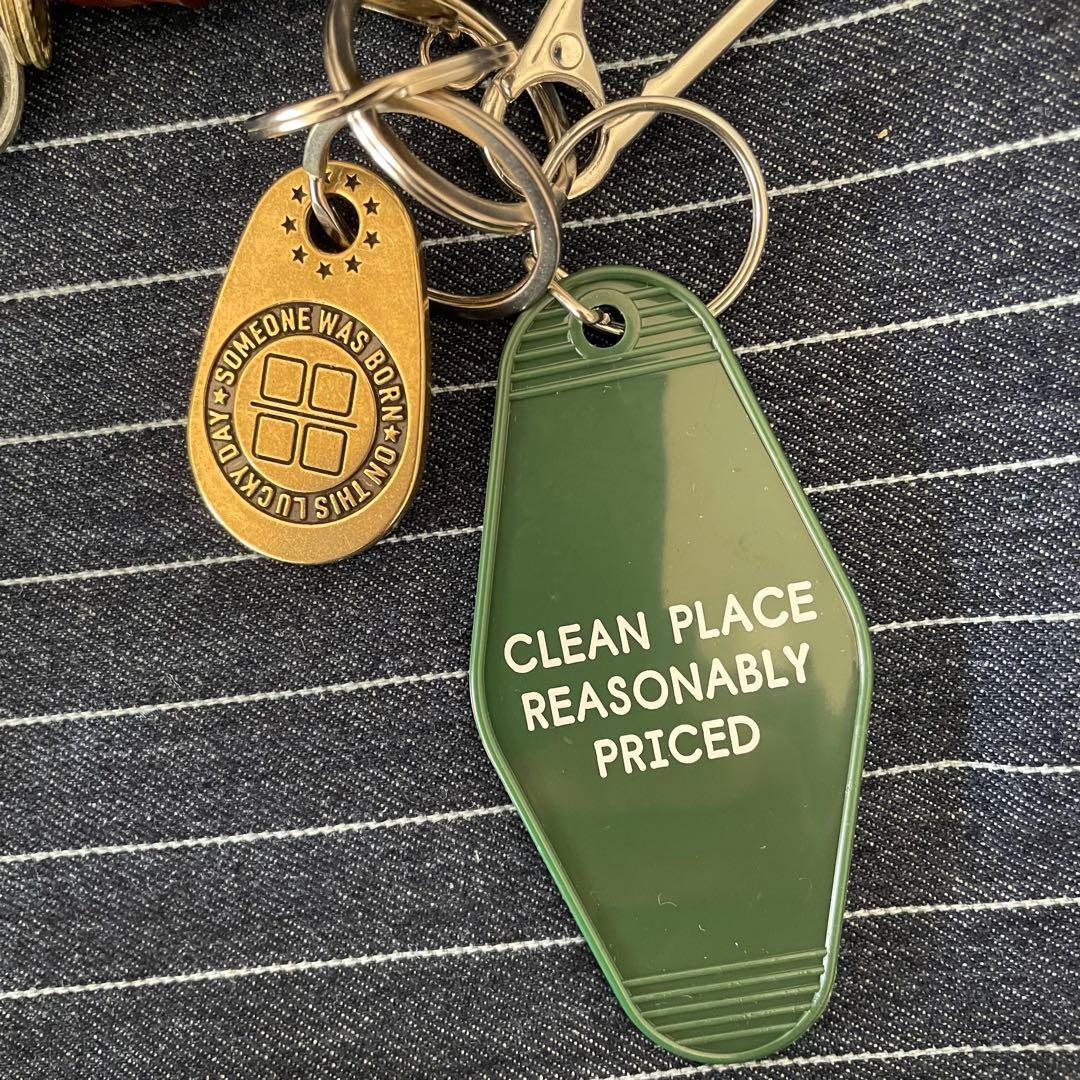 ★ SOMEONE WAS BORN ★ ON THIS LUCKY DAY
CLEAN PLACE
REASONABLY
PRICED